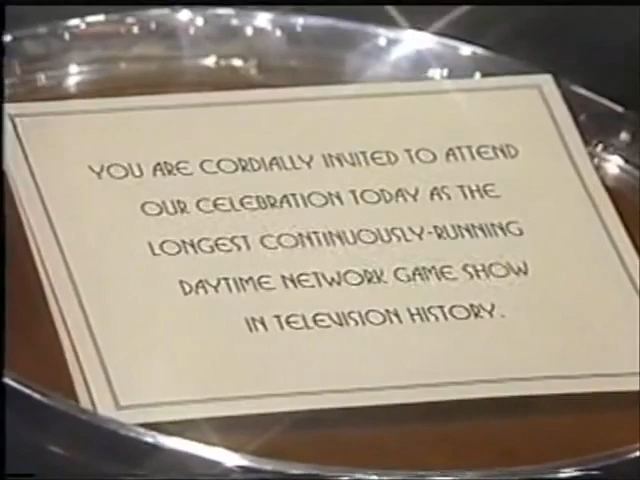 YOU ARE CORDIALLY INVITED TO ATTEND
OUR CELEBRATION TODAY AS THE
LONGEST CONTINUOUSLY-RUNNING
DAYTIME NETWORK GAME SHOW
IN TELEVISION HISTORY.